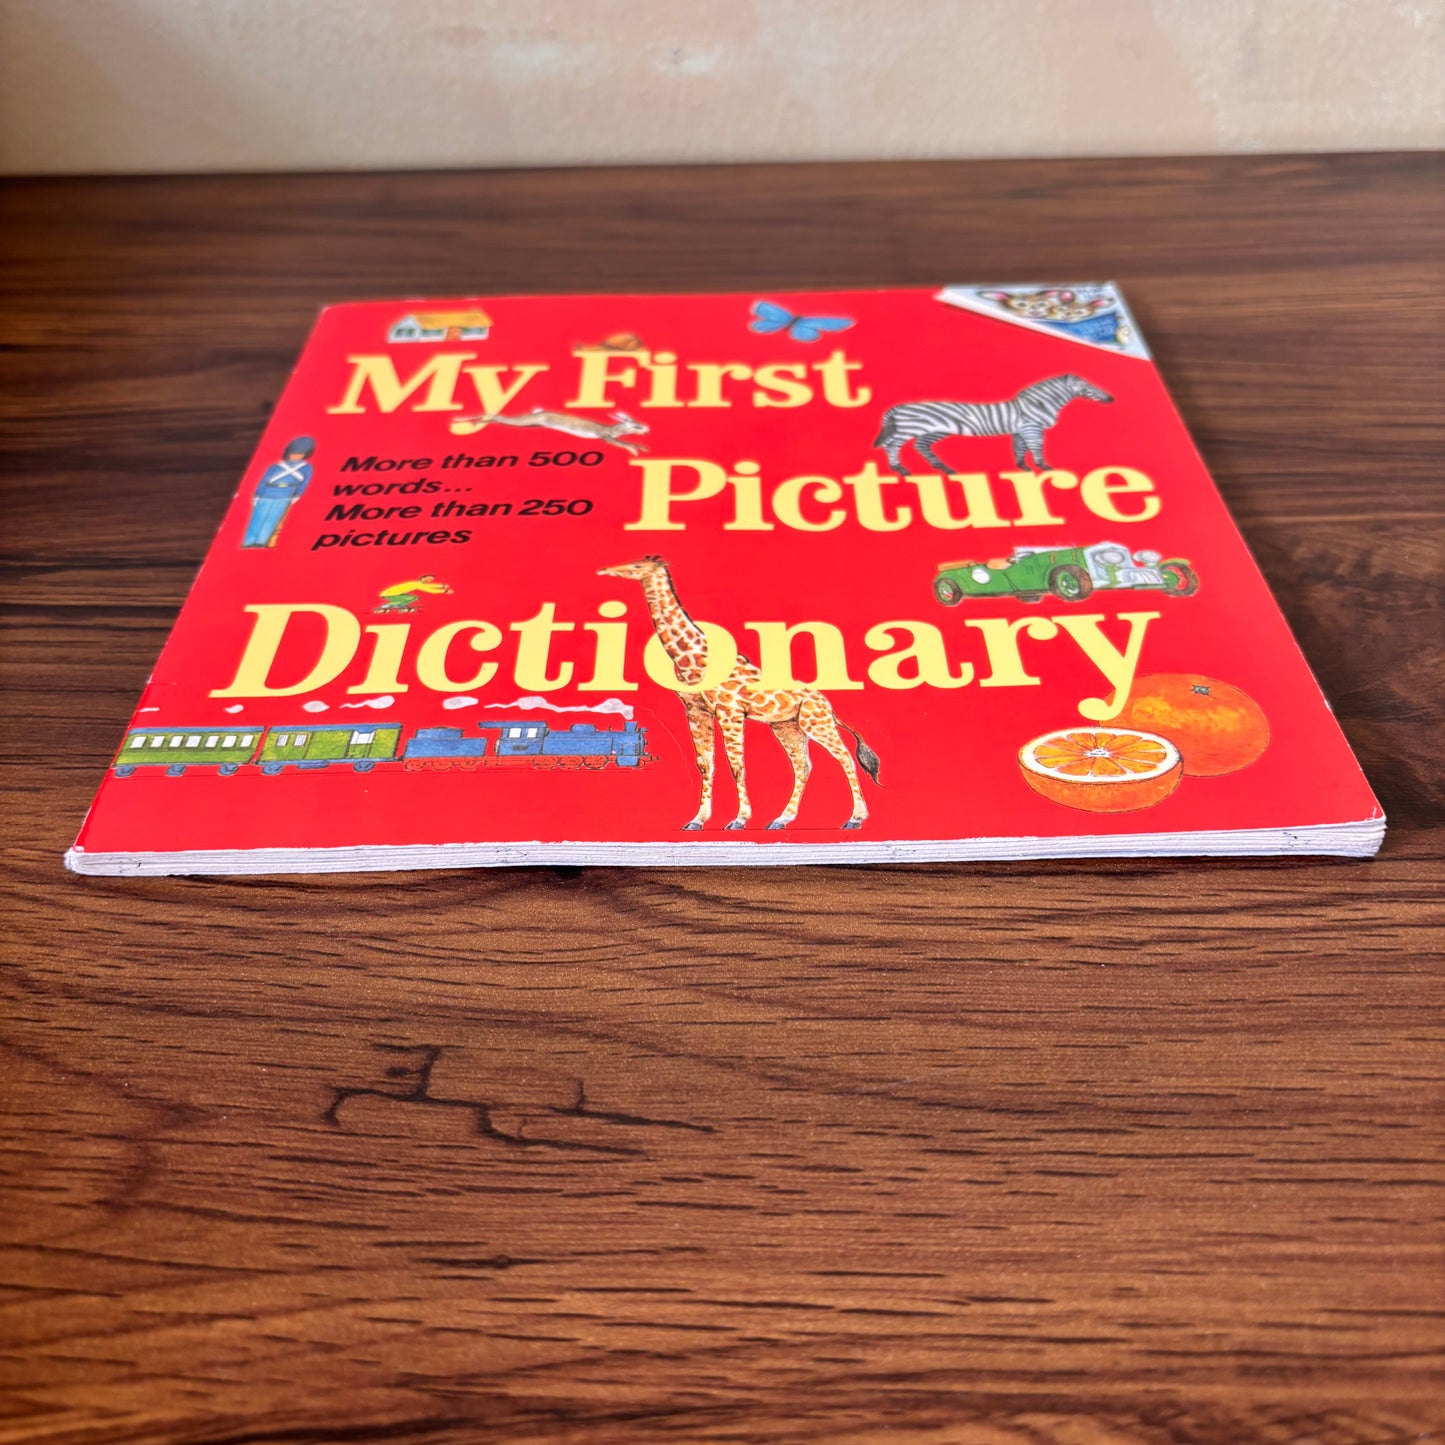 My First
More than 500
words...
More than 250
pictures
Picture
Dictionary